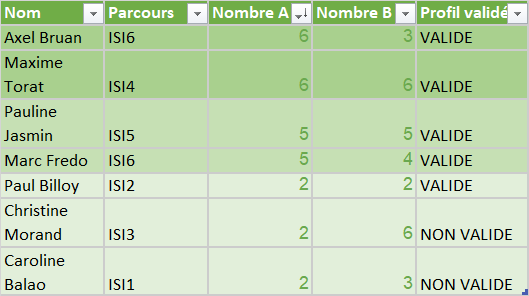 Nom Parcours Nombre A Nombre B Profil validé
Axel Bruan ISI6 6 3 VALIDE
Maxime
Torat ISI4 6 6 VALIDE
Pauline
Jasmin ISI5 5 5 VALIDE
Marc Fredo ISI6 5 4 VALIDE
Paul Billoy ISI2 2 2 VALIDE
Christine
Morand ISI3 2 6 NON VALIDE
Caroline
Balao ISI1 2 3 NON VALIDE